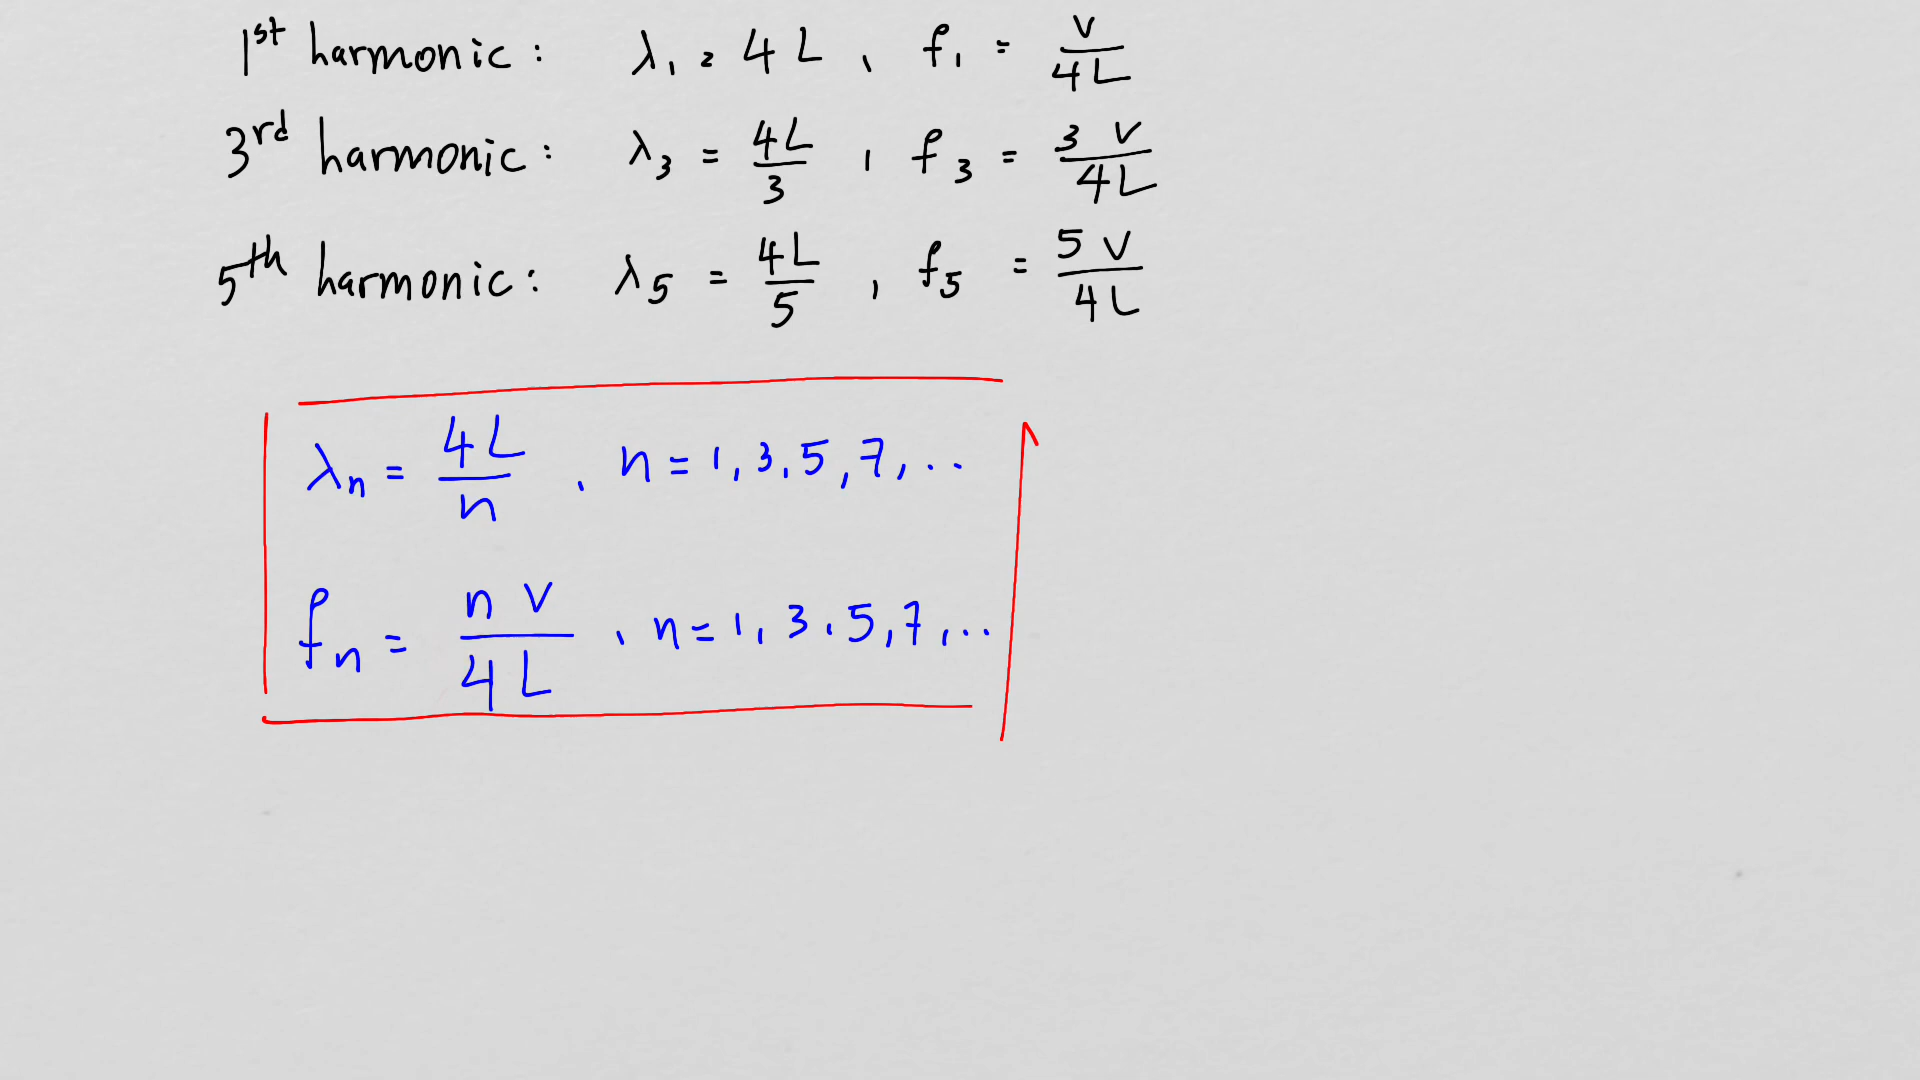 1st harmonic: λ₁ = 4L, f₁ = v/4L
3rd harmonic: λ₃ = 4L/3, f₃ = 3v/4L
5th harmonic: λ₅ = 4L/5, f₅ = 5v/4L
λₙ = 4L/n, n = 1, 3, 5, 7, ..
fₙ = nv/4L, n = 1, 3, 5, 7, ..